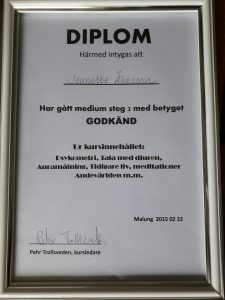 DIPLOM
Härmed intygas att
Jeanette Åkesson
Har gått medium steg 2 med betyget
GODKÄND
Ur kursinnehållet:
Psykometri, Tala med djuren,
Auramålning, Tidigare liv, meditationer
Andevärlden m.m.
Malung 2015 02 22
Pehr Trollsveden, kursledare